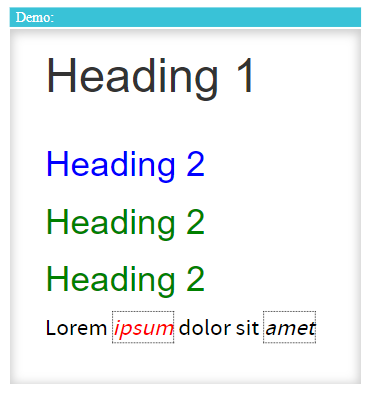 Demo:
Heading 1
Heading 2
Heading 2
Heading 2
Lorem ipsum dolor sit amet